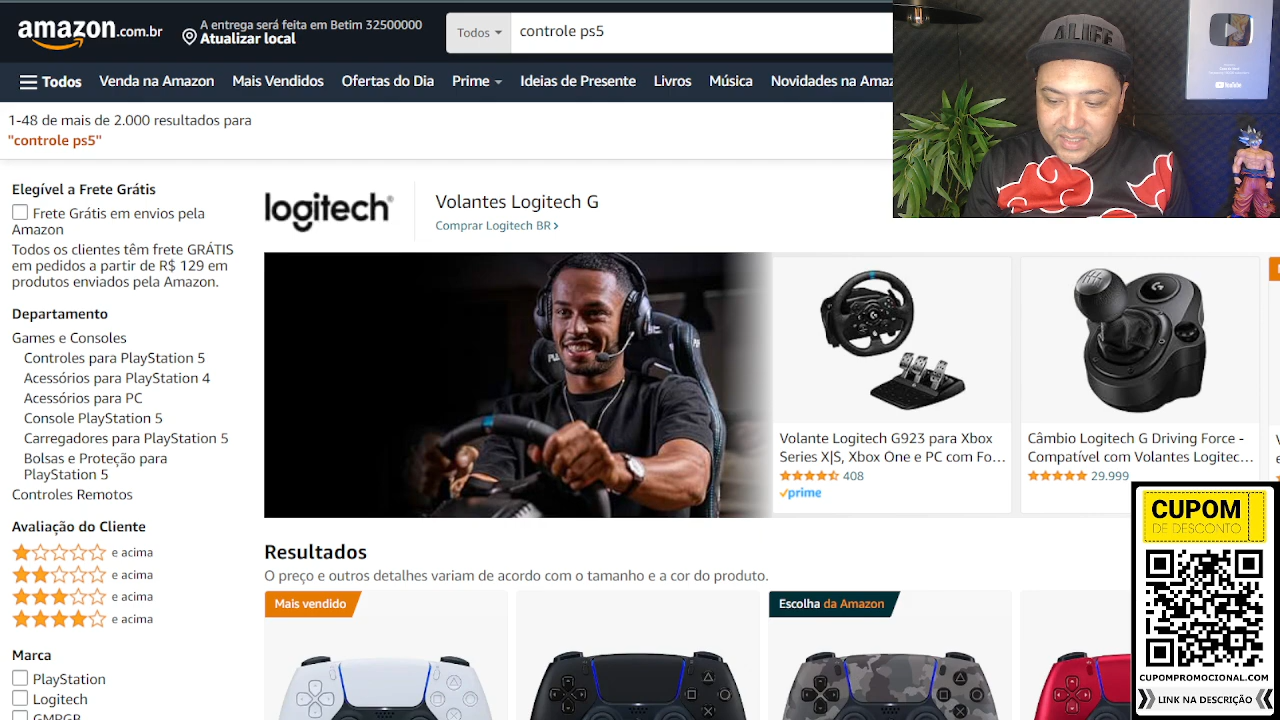 amazon.com.br
A entrega será feita em Betim 32500000
Atualizar local
Todos
controle ps5
Todos
Venda na Amazon
Mais Vendidos
Ofertas do Dia
Prime
Ideias de Presente
Livros
Música
Novidades na Amaz
1-48 de mais de 2.000 resultados para
"controle ps5"
Elegível a Frete Grátis
Frete Grátis em envios pela
Amazon
Todos os clientes têm frete GRÁTIS
em pedidos a partir de R$ 129 em
produtos enviados pela Amazon.
Departamento
Games e Consoles
Controles para PlayStation 5
Acessórios para PlayStation 4
Acessórios para PC
Console PlayStation 5
Carregadores para PlayStation 5
Bolsas e Proteção para
PlayStation 5
Controles Remotos
Avaliação do Cliente
e acima
e acima
e acima
e acima
Marca
PlayStation
Logitech
GMPGB
logitech
Volantes Logitech G
Comprar Logitech BR
Volante Logitech G923 para Xbox
Series X|S, Xbox One e PC com Fo...
408
prime
Câmbio Logitech G Driving Force -
Compatível com Volantes Logitec...
29.999
Resultados
O preço e outros detalhes variam de acordo com o tamanho e a cor do produto.
Mais vendido
Escolha da Amazon
YouTube
CUPOM
DE DESCONTO
CUPOMPROMOCIONAL.COM
LINK NA DESCRIÇÃO